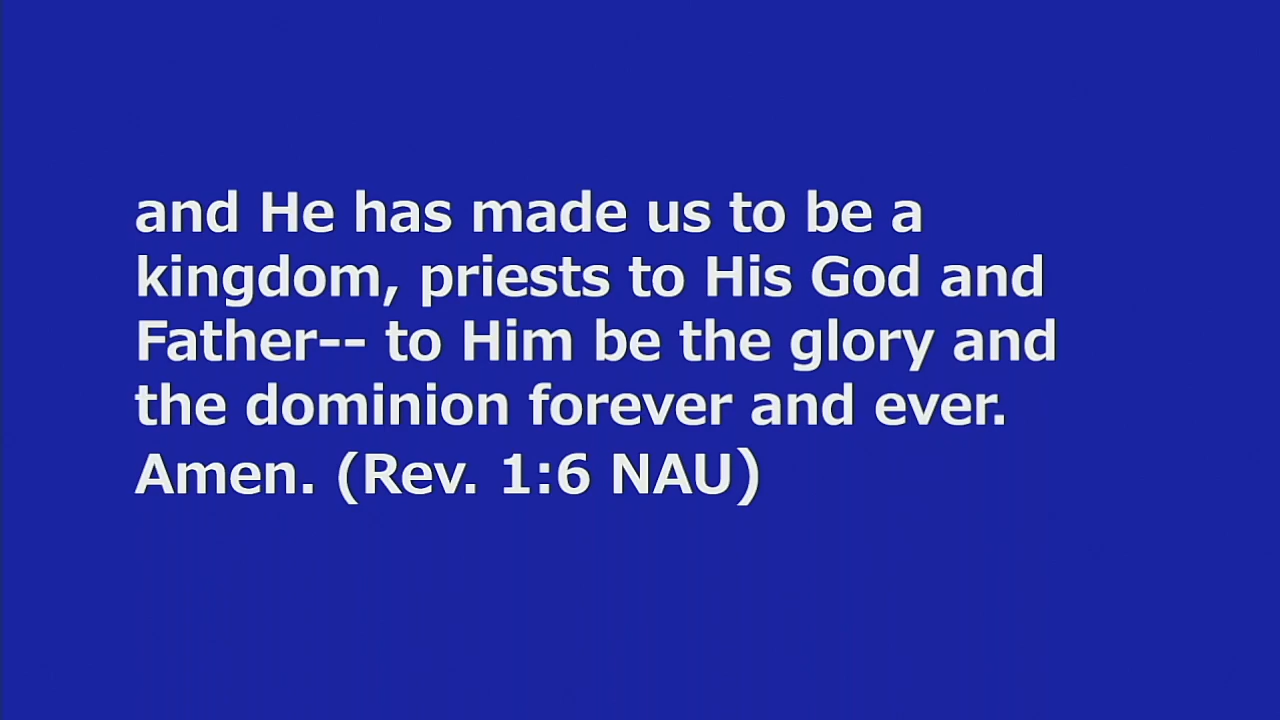 and He has made us to be a
kingdom, priests to His God and
Father-- to Him be the glory and
the dominion forever and ever.
Amen. (Rev. 1:6 NAU)